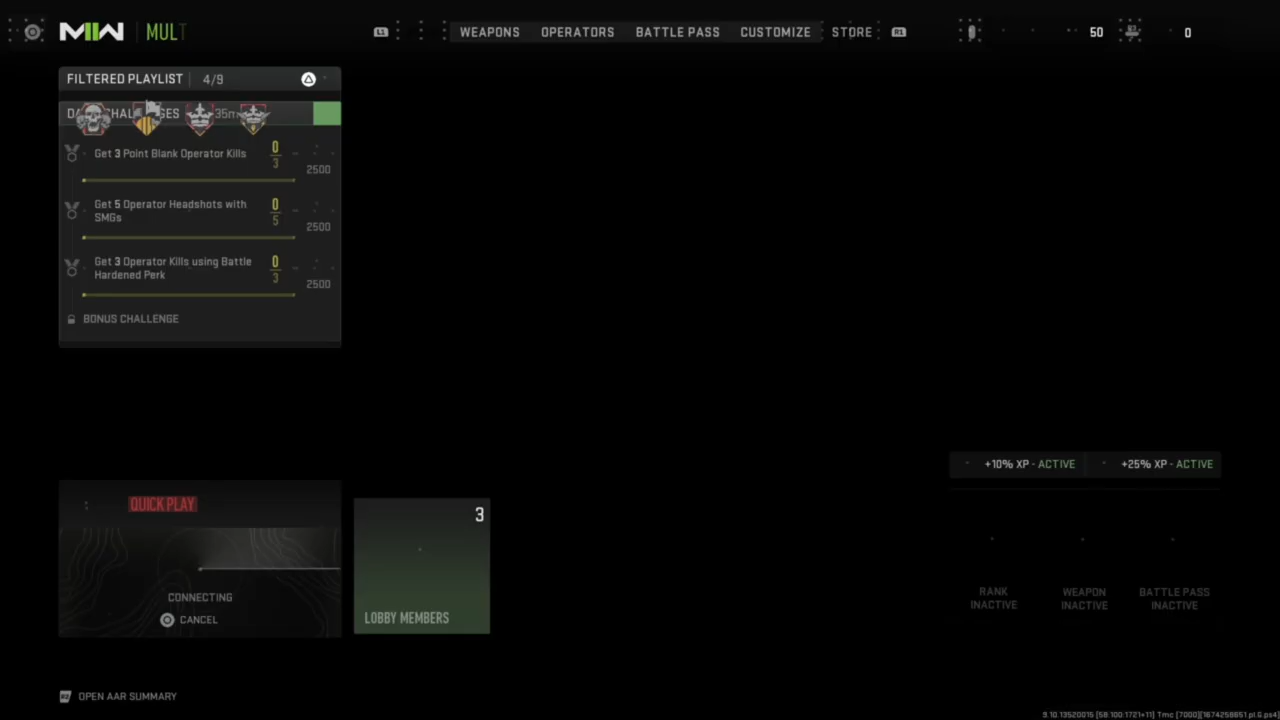 MWII MULT
L1 WEAPONS OPERATORS BATTLE PASS CUSTOMIZE STORE R1 50 0
FILTERED PLAYLIST 4/9
35m
Get 3 Point Blank Operator Kills 0/3
2500
Get 5 Operator Headshots with
SMGs 0/5
2500
Get 3 Operator Kills using Battle
Hardened Perk 0/3
2500
BONUS CHALLENGE
+10% XP - ACTIVE +25% XP - ACTIVE
QUICK PLAY
CONNECTING
CANCEL
3
LOBBY MEMBERS
RANK
INACTIVE
WEAPON
INACTIVE
BATTLE PASS
INACTIVE
OPEN AAR SUMMARY